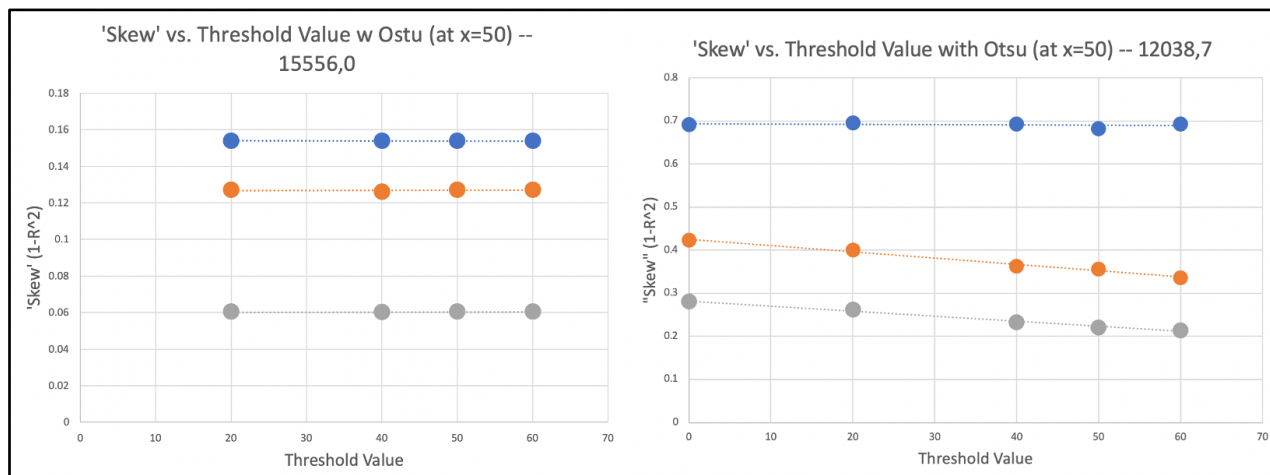 'Skew' vs. Threshold Value w Ostu (at x=50) --
15556,0
0.18
0.16
0.14
0.12
0.1
0.08
0.06
0.04
0.02
0
'Skew' (1-R^2)
0 10 20 30 40 50 60 70
Threshold Value
'Skew' vs. Threshold Value with Otsu (at x=50) -- 12038,7
0.8
0.7
0.6
0.5
0.4
0.3
0.2
0.1
0
"Skew" (1-R^2)
0 10 20 30 40 50 60 70
Threshold Value